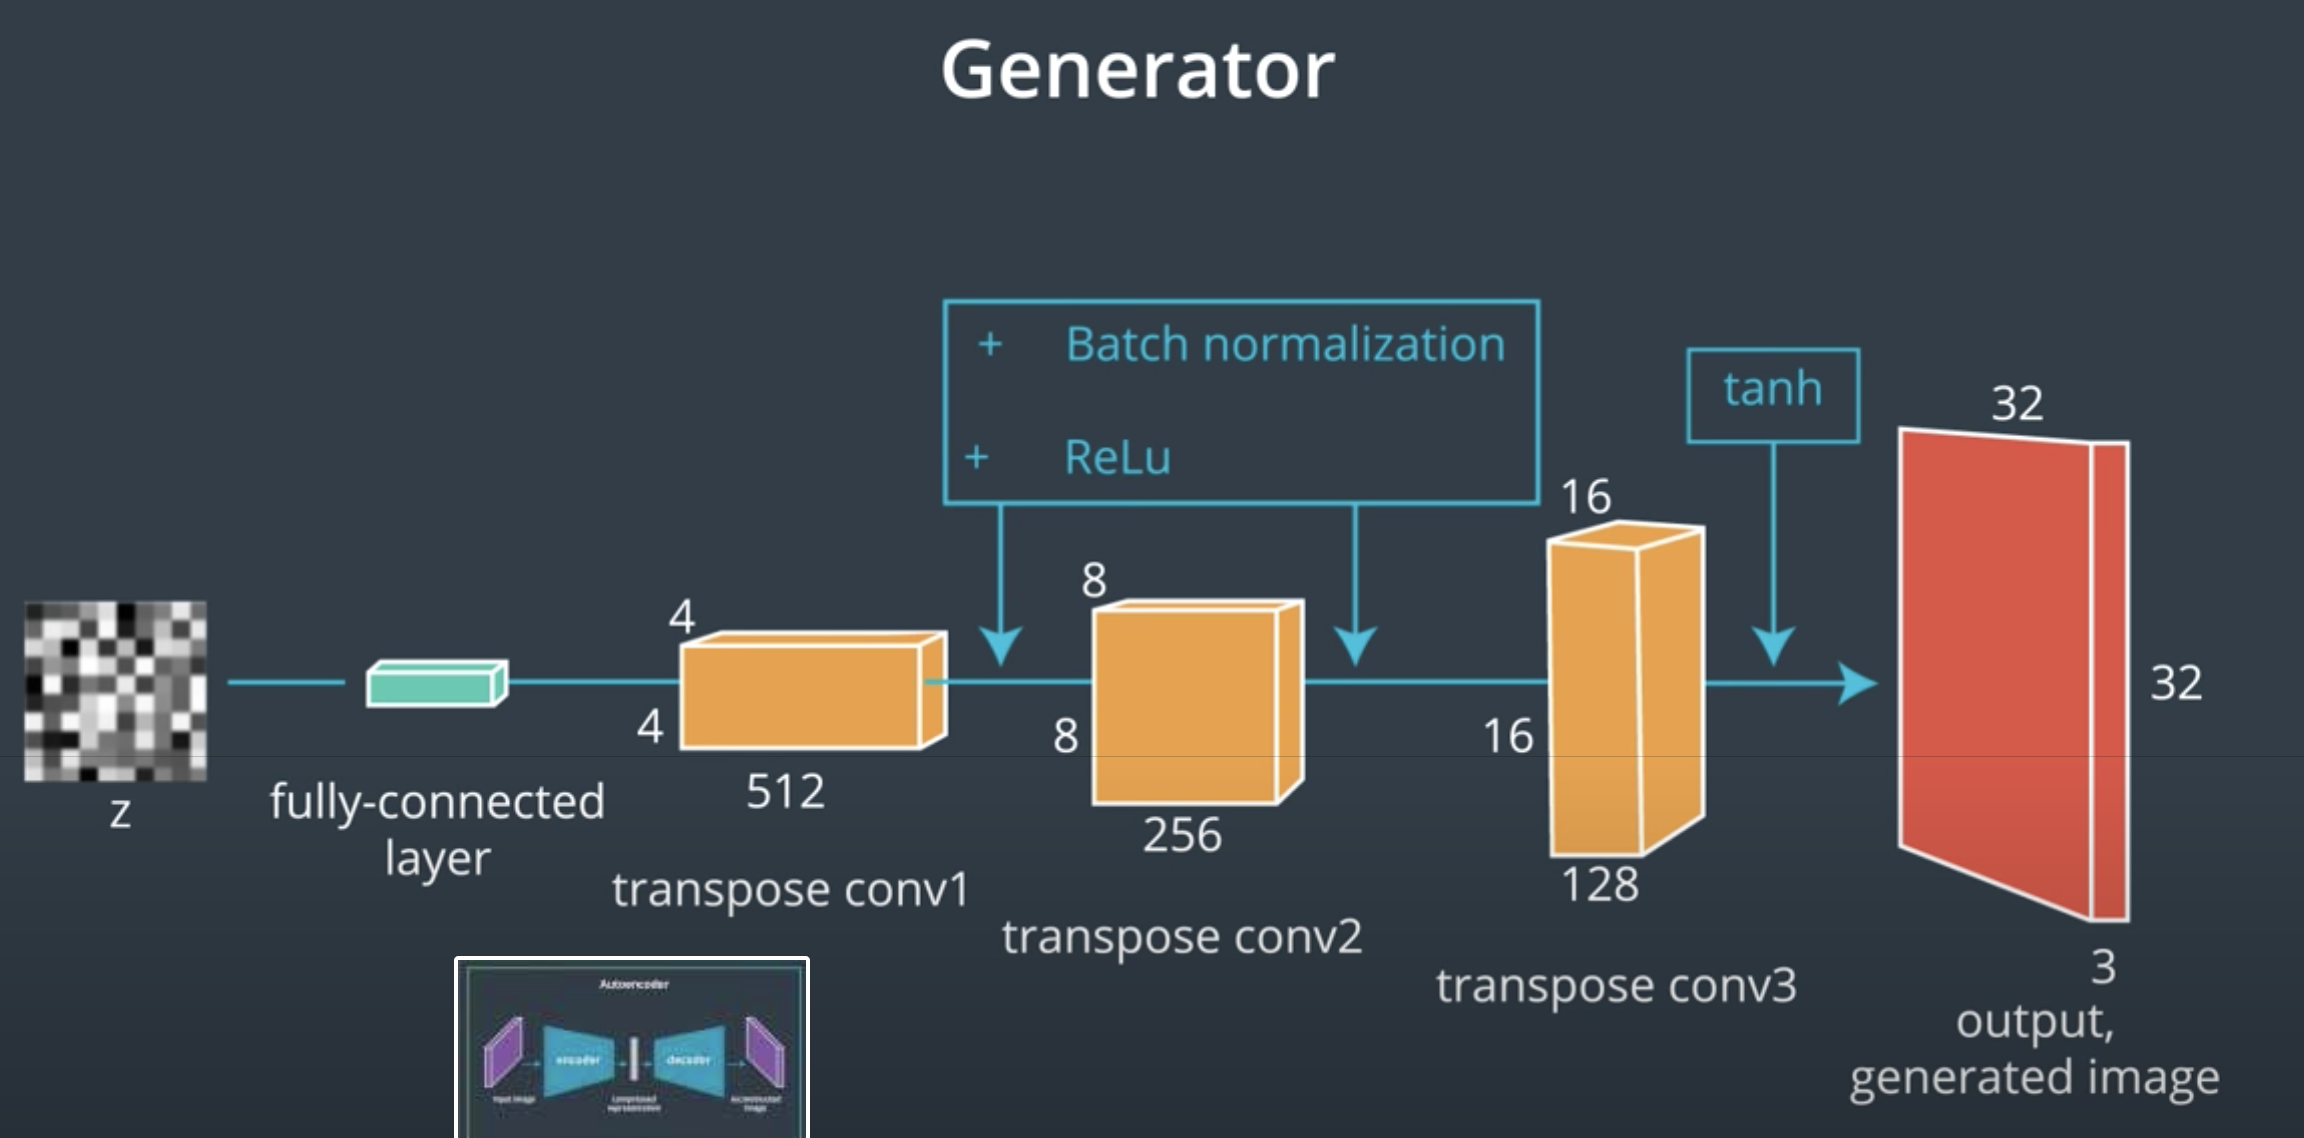 Generator
+ Batch normalization
+ ReLu
tanh
32
32
3
output,
generated image
16
16
128
transpose conv3
8
8
256
transpose conv2
4
4
512
transpose conv1
fully-connected
layer
z
Autoencoder
encoder
decoder
Input Image
Compressed
representation
Reconstructed
Image